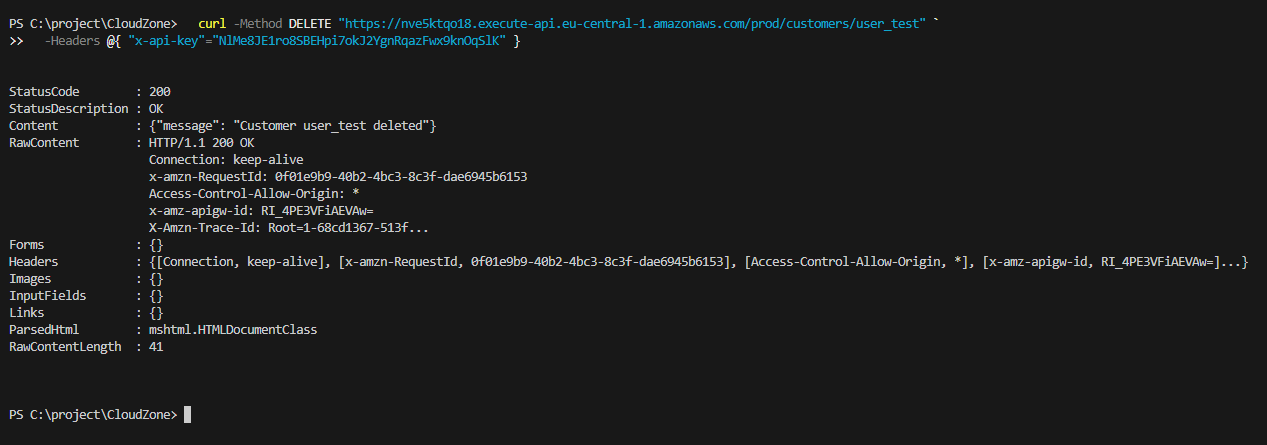 PS C:\project\CloudZone>   curl -Method DELETE "https://nve5ktqo18.execute-api.eu-central-1.amazonaws.com/prod/customers/user_test" `
>>   -Headers @{ "x-api-key"="NlMe8JE1ro8SBEHpi7okJ2YgnRqazFwx9knOqSlK" }
StatusCode        : 200
StatusDescription : OK
Content           : {"message": "Customer user_test deleted"}
RawContent        : HTTP/1.1 200 OK
                    Connection: keep-alive
                    x-amzn-RequestId: 0f01e9b9-40b2-4bc3-8c3f-dae6945b6153
                    Access-Control-Allow-Origin: *
                    x-amz-apigw-id: RI_4PE3VFiAEVAw=
                    X-Amzn-Trace-Id: Root=1-68cd1367-513f...
Forms             : {}
Headers           : {[Connection, keep-alive], [x-amzn-RequestId, 0f01e9b9-40b2-4bc3-8c3f-dae6945b6153], [Access-Control-Allow-Origin, *], [x-amz-apigw-id, RI_4PE3VFiAEVAw=]...}
Images            : {}
InputFields       : {}
Links             : {}
ParsedHtml        : mshtml.HTMLDocumentClass
RawContentLength  : 41
PS C:\project\CloudZone>